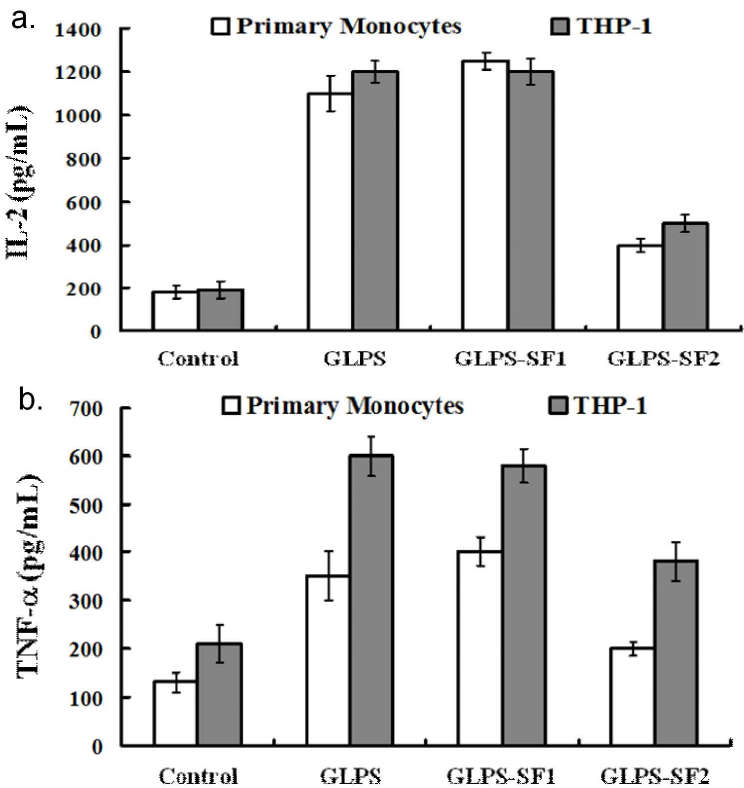 a.
Primary Monocytes THP-1
IL-2 (pg/mL)
1400
1200
1000
800
600
400
200
0
Control GLPS GLPS-SF1 GLPS-SF2
b.
Primary Monocytes THP-1
TNF-α (pg/mL)
700
600
500
400
300
200
100
0
Control GLPS GLPS-SF1 GLPS-SF2